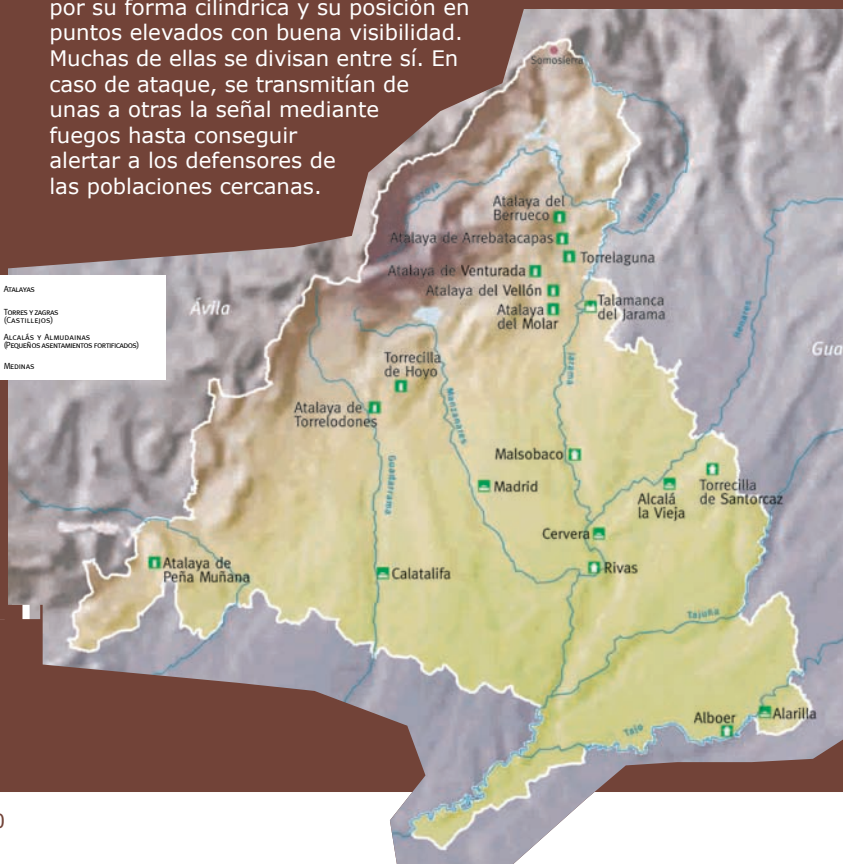 por su forma cilíndrica y su posición en
puntos elevados con buena visibilidad.
Muchas de ellas se divisan entre sí. En
caso de ataque, se transmitían de
unas a otras la señal mediante
fuegos hasta conseguir
alertar a los defensores de
las poblaciones cercanas.
Somosierra
Lozoya
Jarama
Atalaya del
Berrueco
Atalaya de Arrebatacapas
Torrelaguna
Atalaya de Venturada
Atalaya del Vellón
Atalaya
del Molar
Talamanca
del Jarama
Henares
ATALAYAS
TORRES Y ZAGRAS
(CASTILLEJOS)
ALCALÁS Y ALMUDAINAS
(PEQUEÑOS ASENTAMIENTOS FORTIFICADOS)
MEDINAS
Ávila
Gua
Torrecilla
de Hoyo
Jarama
Manzanares
Atalaya de
Torrelodones
Guadarrama
Malsobaco
Madrid
Alcalá
la Vieja
Torrecilla
de Santorcaz
Cervera
Rivas
Atalaya de
Peña Muñana
Calatalifa
Tajuña
Tajo
Alboer
Alarilla
0